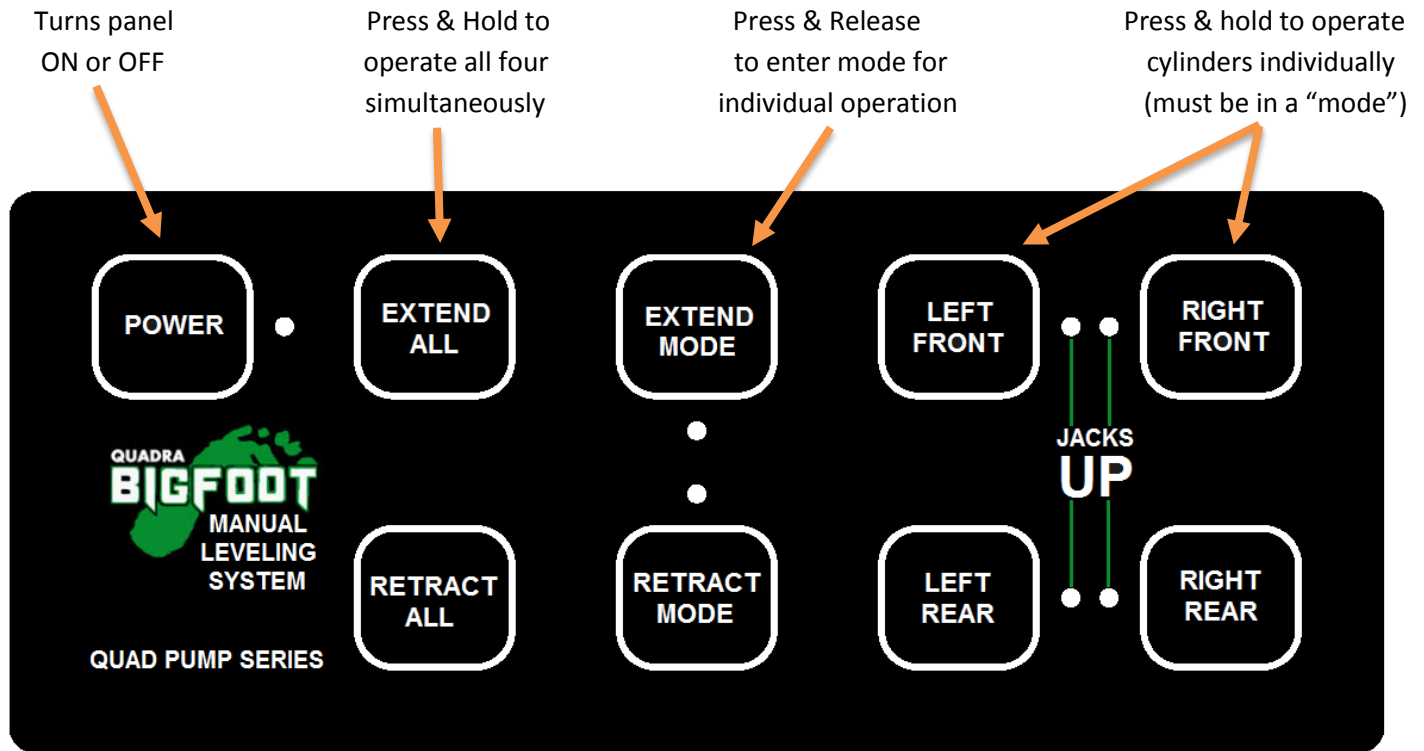 Turns panel
ON or OFF
Press & Hold to
operate all four
simultaneously
Press & Release
to enter mode for
individual operation
Press & hold to operate
cylinders individually
(must be in a “mode”)
POWER
EXTEND
ALL
EXTEND
MODE
LEFT
FRONT
RIGHT
FRONT
QUADRA
BIGFOOT
MANUAL
LEVELING
SYSTEM
JACKS
UP
RETRACT
ALL
RETRACT
MODE
LEFT
REAR
RIGHT
REAR
QUAD PUMP SERIES